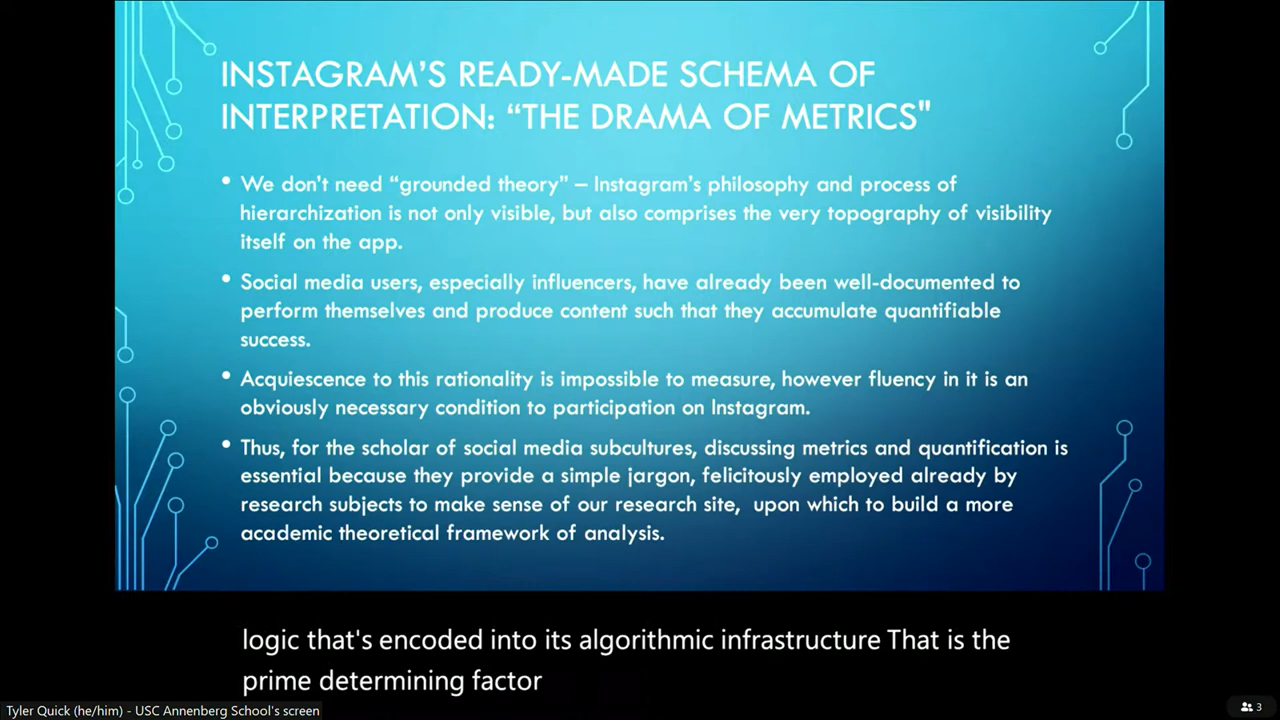 INSTAGRAM'S READY-MADE SCHEMA OF
INTERPRETATION: “THE DRAMA OF METRICS"
• We don't need “grounded theory” – Instagram's philosophy and process of
hierarchization is not only visible, but also comprises the very topography of visibility
itself on the app.
• Social media users, especially influencers, have already been well-documented to
perform themselves and produce content such that they accumulate quantifiable
success.
• Acquiescence to this rationality is impossible to measure, however fluency in it is an
obviously necessary condition to participation on Instagram.
• Thus, for the scholar of social media subcultures, discussing metrics and quantification is
essential because they provide a simple jargon, felicitously employed already by
research subjects to make sense of our research site, upon which to build a more
academic theoretical framework of analysis.
logic that's encoded into its algorithmic infrastructure That is the
prime determining factor
Tyler Quick (he/him) - USC Annenberg School's screen
3